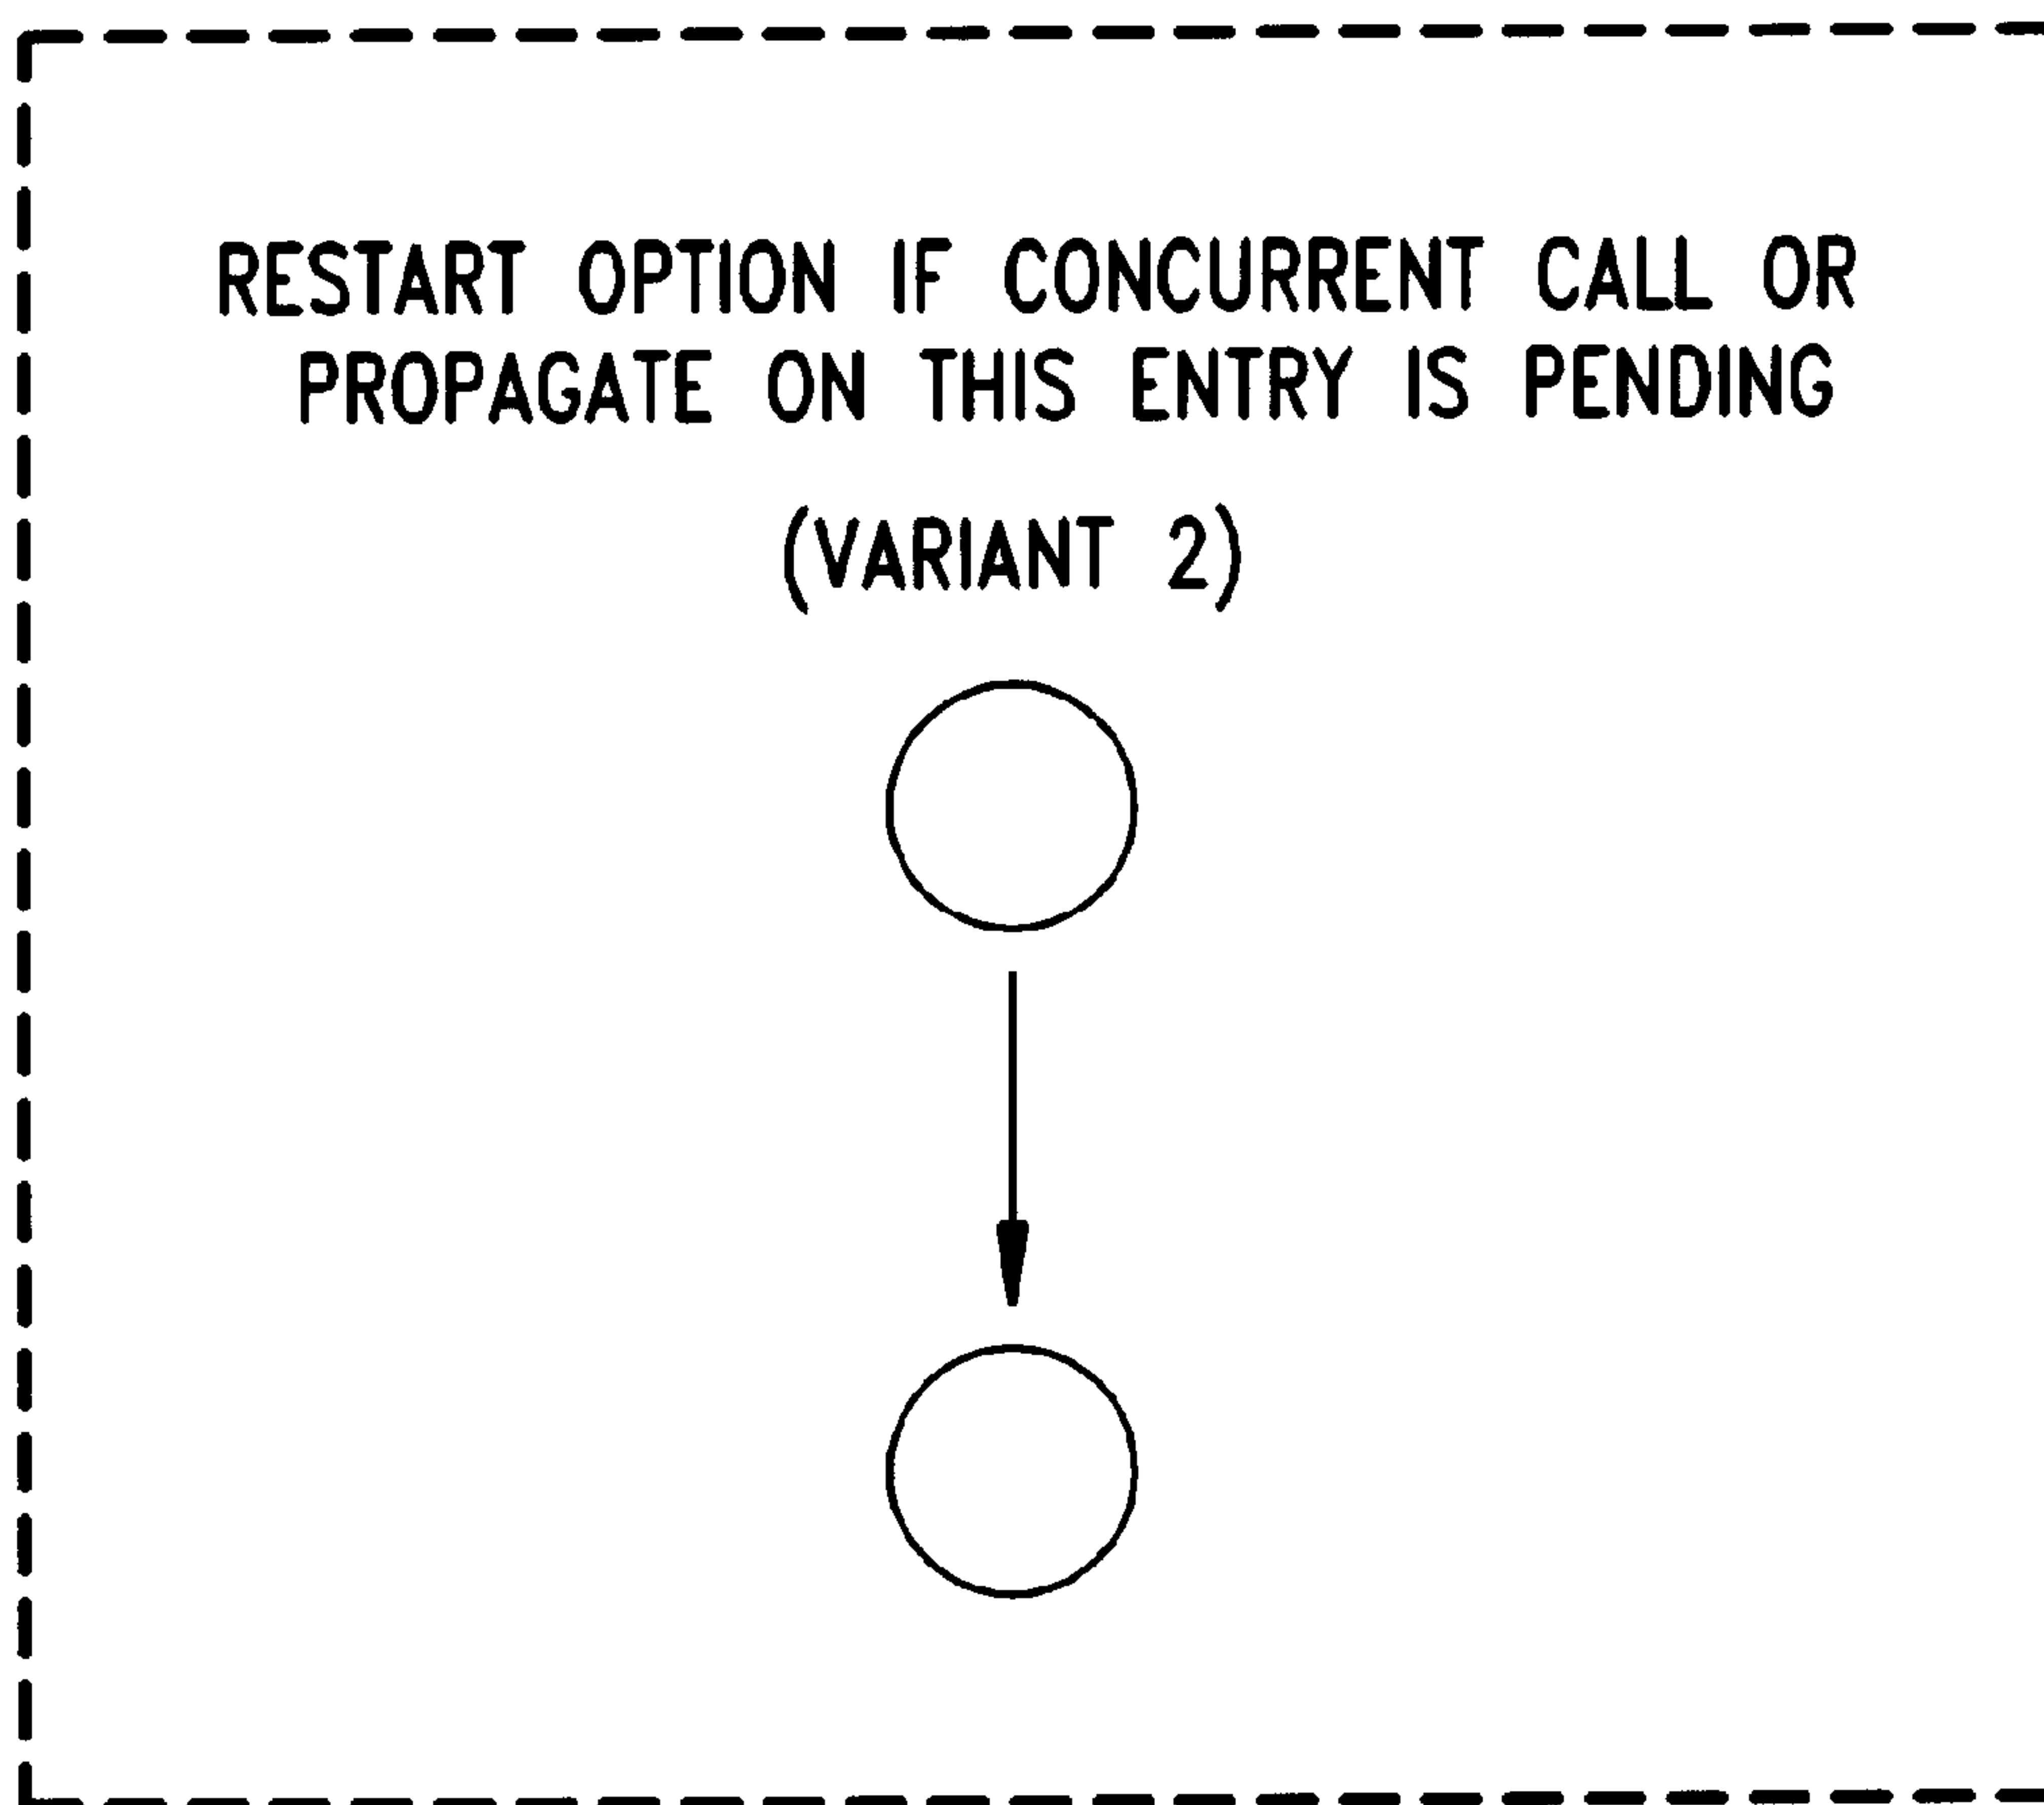 RESTART OPTION IF CONCURRENT CALL OR
PROPAGATE ON THIS ENTRY IS PENDING
(VARIANT 2)